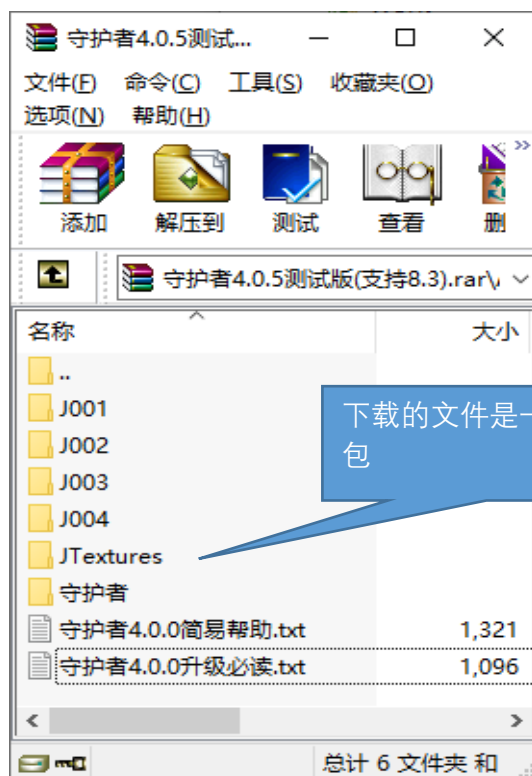 守护者4.0.5测试...
文件(F) 命令(C) 工具(S) 收藏夹(O)
选项(N) 帮助(H)
添加 解压到 测试 查看 删
守护者4.0.5测试版(支持8.3).rar\
名称 大小
..
J001
J002
J003
J004
JTextures
守护者
守护者4.0.0简易帮助.txt 1,321
守护者4.0.0升级必读.txt 1,096
下载的文件是一
包
总计 6 文件夹 和